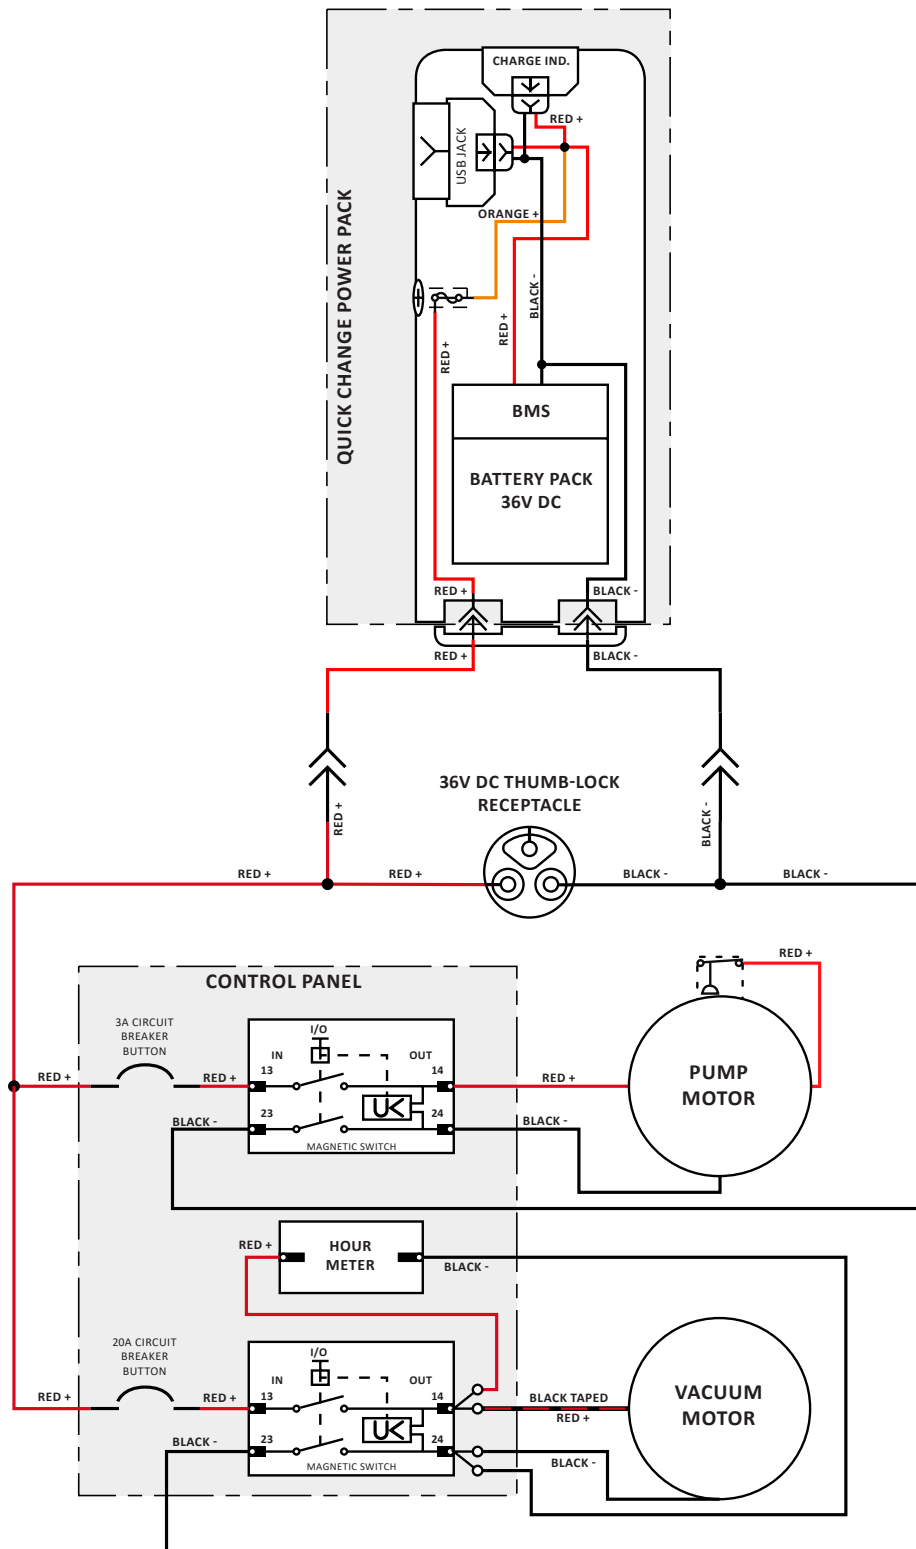 CHARGE IND.
RED +
USB JACK
ORANGE +
QUICK CHANGE POWER PACK
BLACK -
RED +
RED +
BMS
BATTERY PACK
36V DC
RED +
BLACK -
RED +
BLACK -
36V DC THUMB-LOCK
RECEPTACLE
RED +
BLACK -
RED +
RED +
BLACK -
BLACK -
RED +
CONTROL PANEL
3A CIRCUIT
BREAKER
BUTTON
I/O
IN
OUT
13
14
RED +
RED +
RED +
PUMP
MOTOR
23
24
BLACK -
BLACK -
MAGNETIC SWITCH
RED +
HOUR
METER
BLACK -
20A CIRCUIT
BREAKER
BUTTON
I/O
IN
OUT
13
14
RED +
RED +
BLACK TAPED
RED +
VACUUM
MOTOR
BLACK -
23
24
BLACK -
MAGNETIC SWITCH